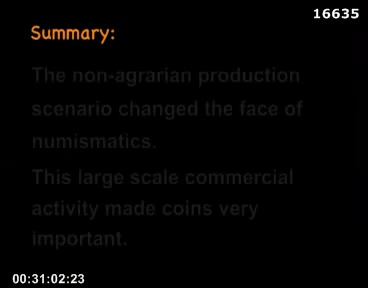 16635
Summary:
The non-agrarian production
scenario changed the face of
numismatics.
This large scale commercial
activity made coins very
important.
00:31:02:23